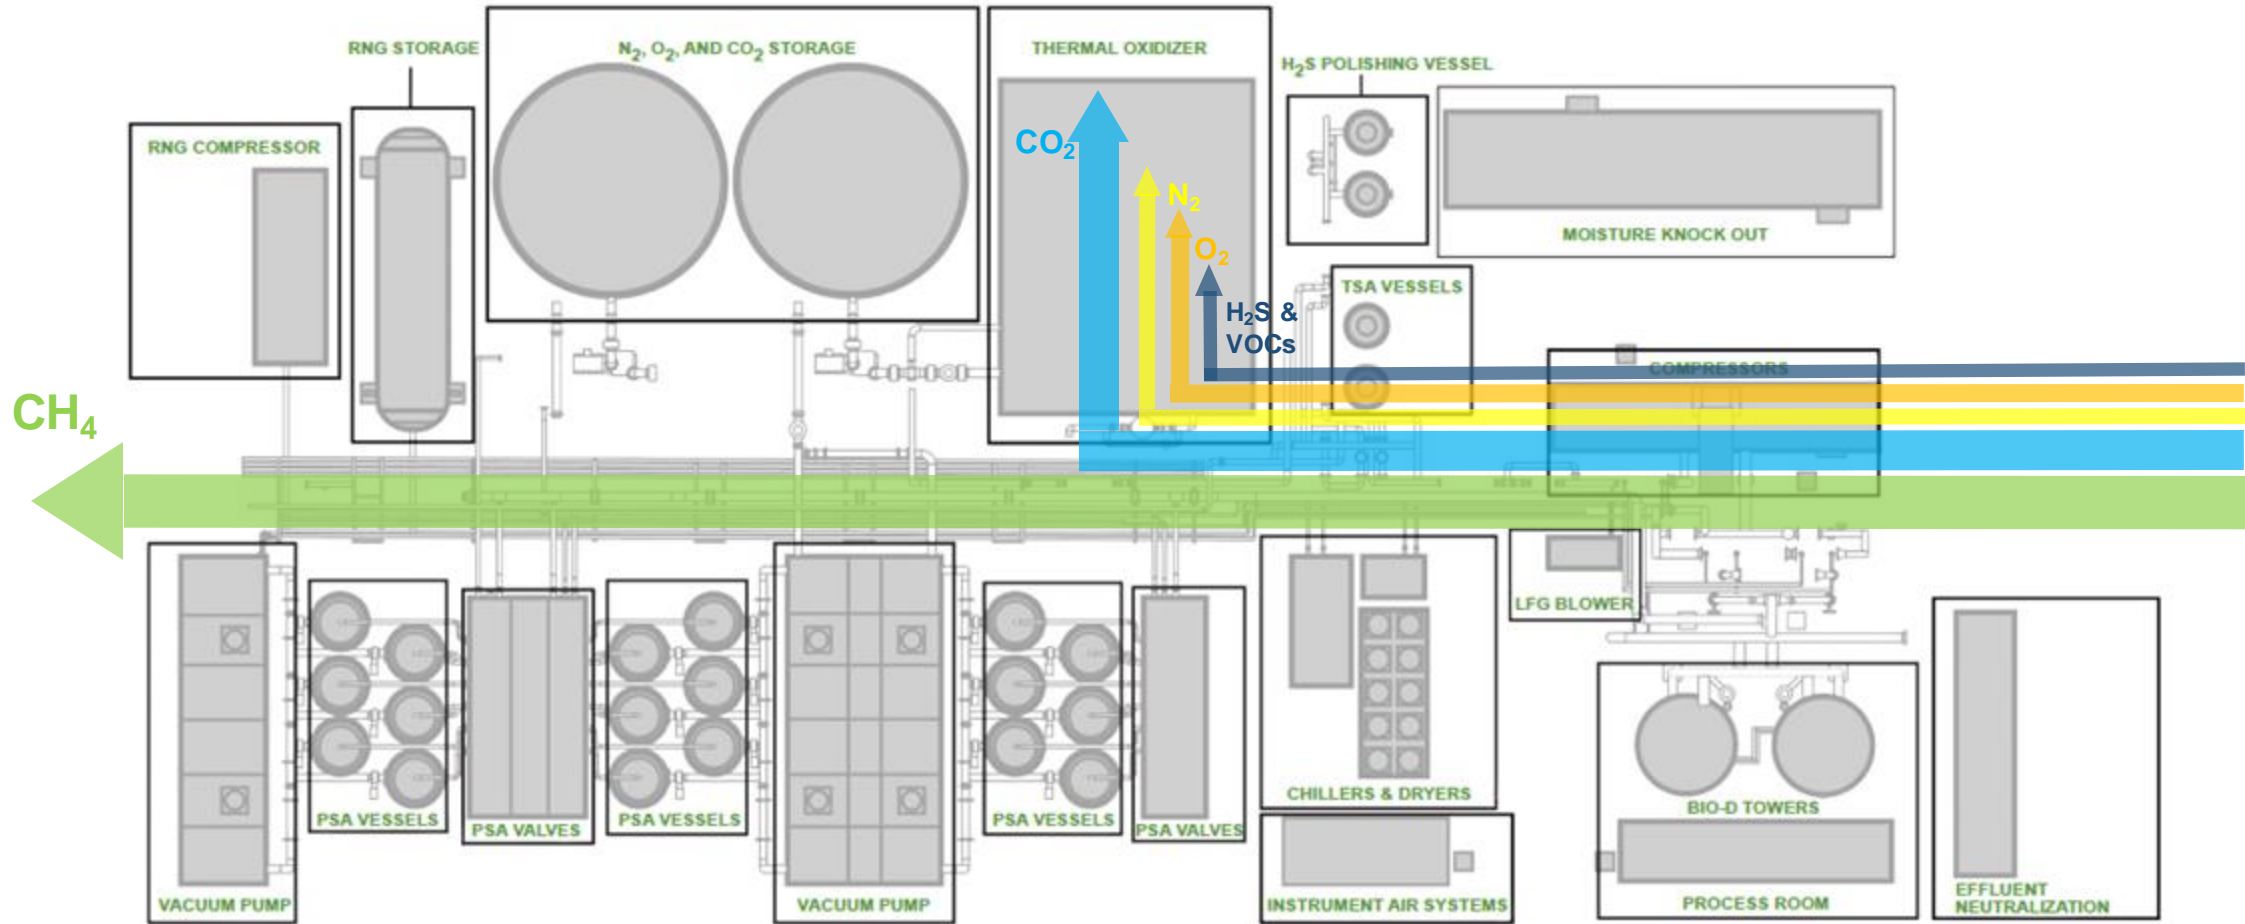 RNG STORAGE
N₂, O₂, AND CO₂ STORAGE
THERMAL OXIDIZER
H₂S POLISHING VESSEL
RNG COMPRESSOR
CO₂
N₂
O₂
H₂S &
VOCs
MOISTURE KNOCK OUT
TSA VESSELS
COMPRESSORS
CH₄
LFG BLOWER
CHILLERS & DRYERS
BIO-D TOWERS
PSA VESSELS
PSA VALVES
PSA VESSELS
PSA VESSELS
PSA VALVES
VACUUM PUMP
VACUUM PUMP
INSTRUMENT AIR SYSTEMS
PROCESS ROOM
EFFLUENT
NEUTRALIZATION